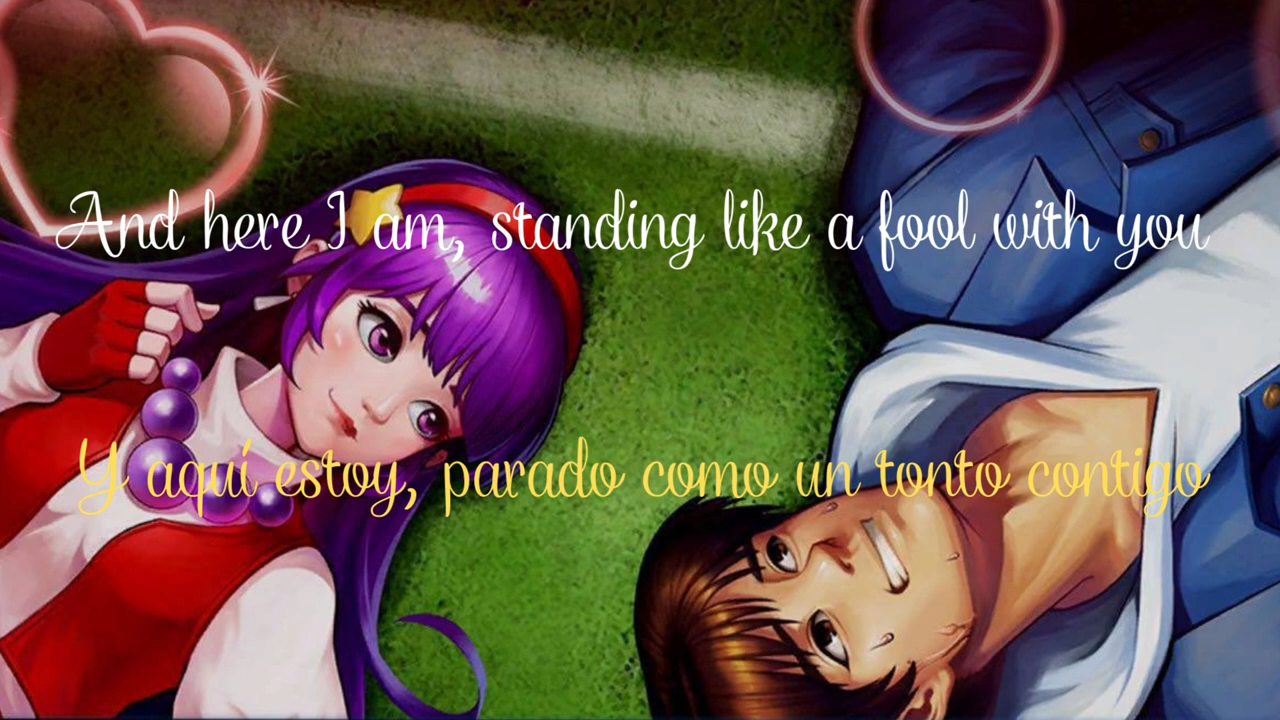 And here I am, standing like a fool with you
Y aquí estoy, parado como un tonto contigo